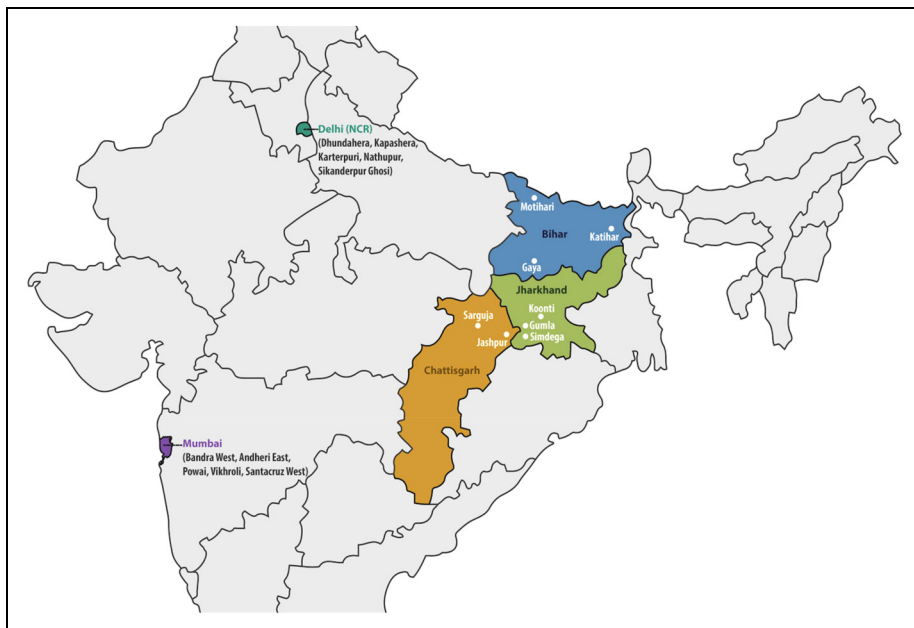 Delhi (NCR)
(Dhundahera, Kapashera,
Karterpuri, Nathupur,
Sikanderpur Ghosi)
Motihari
Bihar
Katihar
Gaya
Jharkhand
Koonti
Sarguja
Gumla
Jashpur
Simdega
Chattisgarh
Mumbai
(Bandra West, Andheri East,
Powai, Vikhroli, Santacruz West)